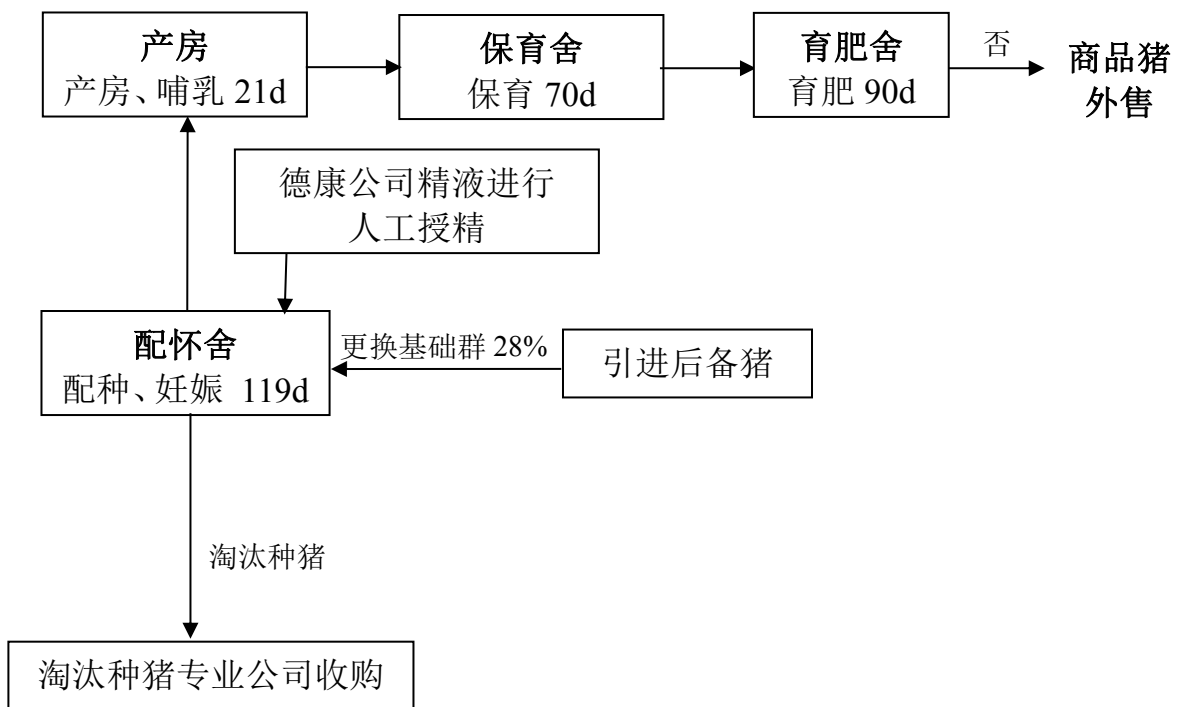 产房
产房、哺乳 21d
保育舍
保育 70d
育肥舍
育肥 90d
否
商品猪
外售
德康公司精液进行
人工授精
配怀舍
配种、妊娠 119d
更换基础群 28%
引进后备猪
淘汰种猪
淘汰种猪专业公司收购